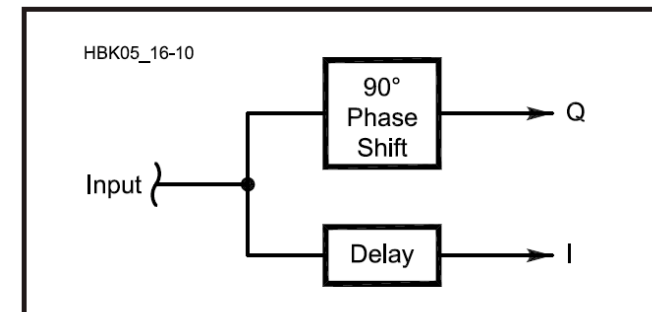 HBK05_16-10
90°
Phase
Shift
Q
Input
Delay
I